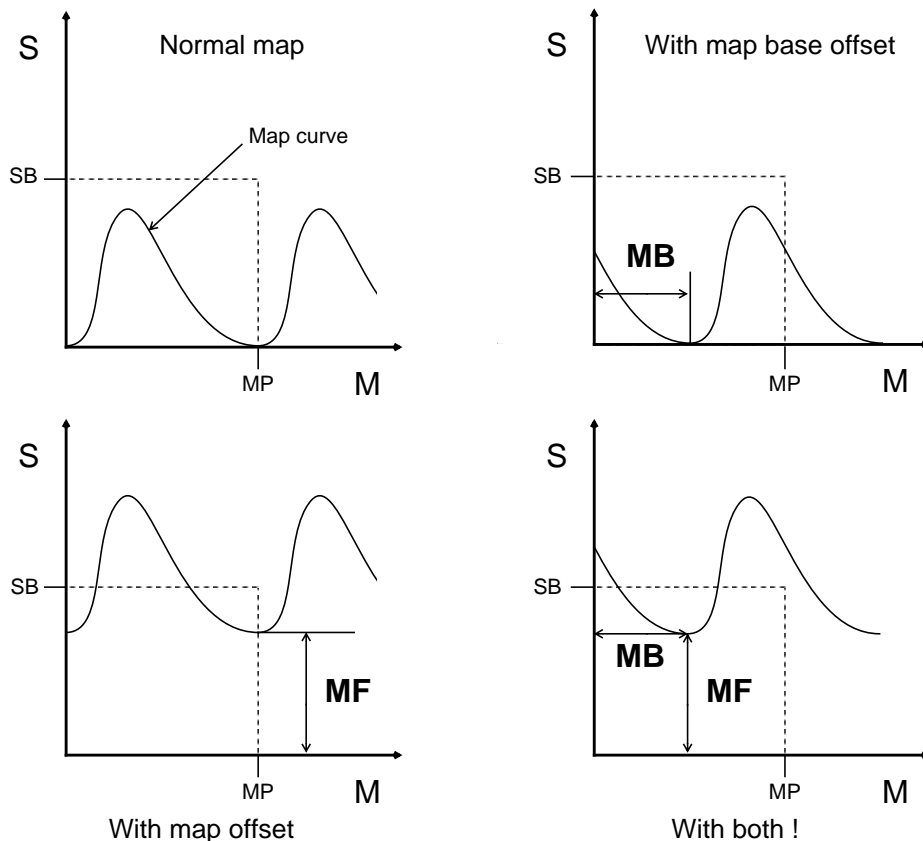 S
Normal map
Map curve
SB
MP
M
S
With map base offset
SB
MB
MP
M
S
SB
MF
MP
M
With map offset
S
SB
MB
MF
MP
M
With both !